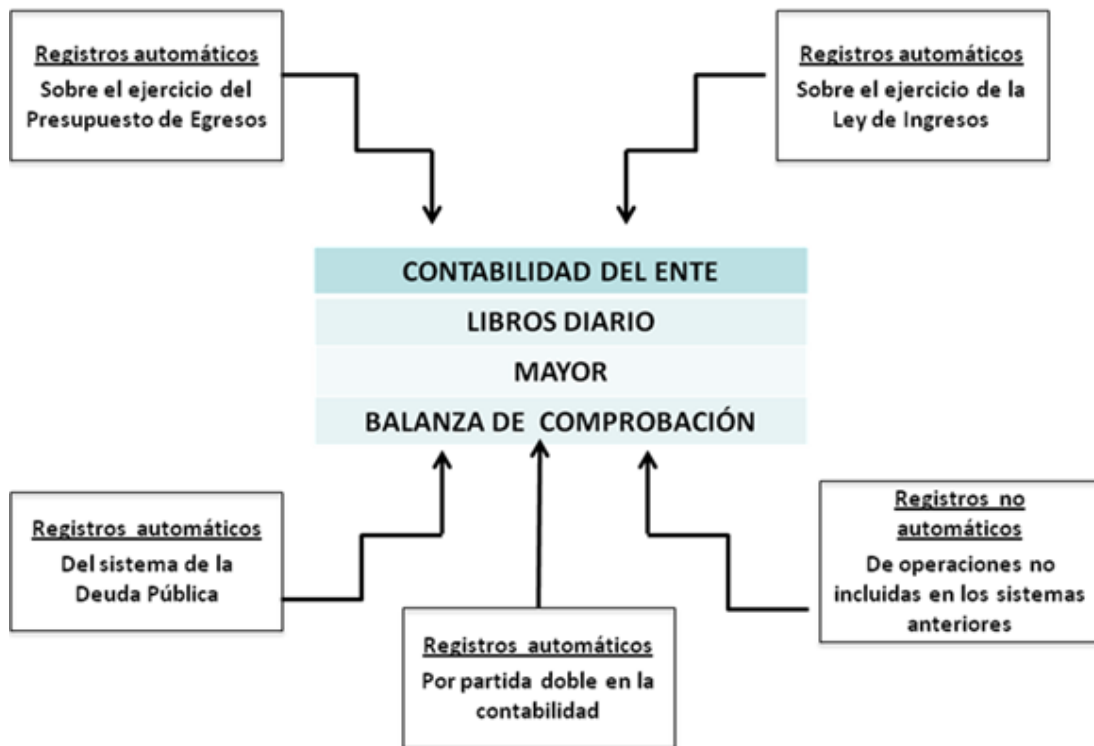 Registros automáticos
Sobre el ejercicio del
Presupuesto de Egresos
Registros automáticos
Sobre el ejercicio de la
Ley de Ingresos
CONTABILIDAD DEL ENTE
LIBROS DIARIO
MAYOR
BALANZA DE COMPROBACIÓN
Registros automáticos
Del sistema de la
Deuda Pública
Registros automáticos
Por partida doble en la
contabilidad
Registros no
automáticos
De operaciones no
incluidas en los sistemas
anteriores